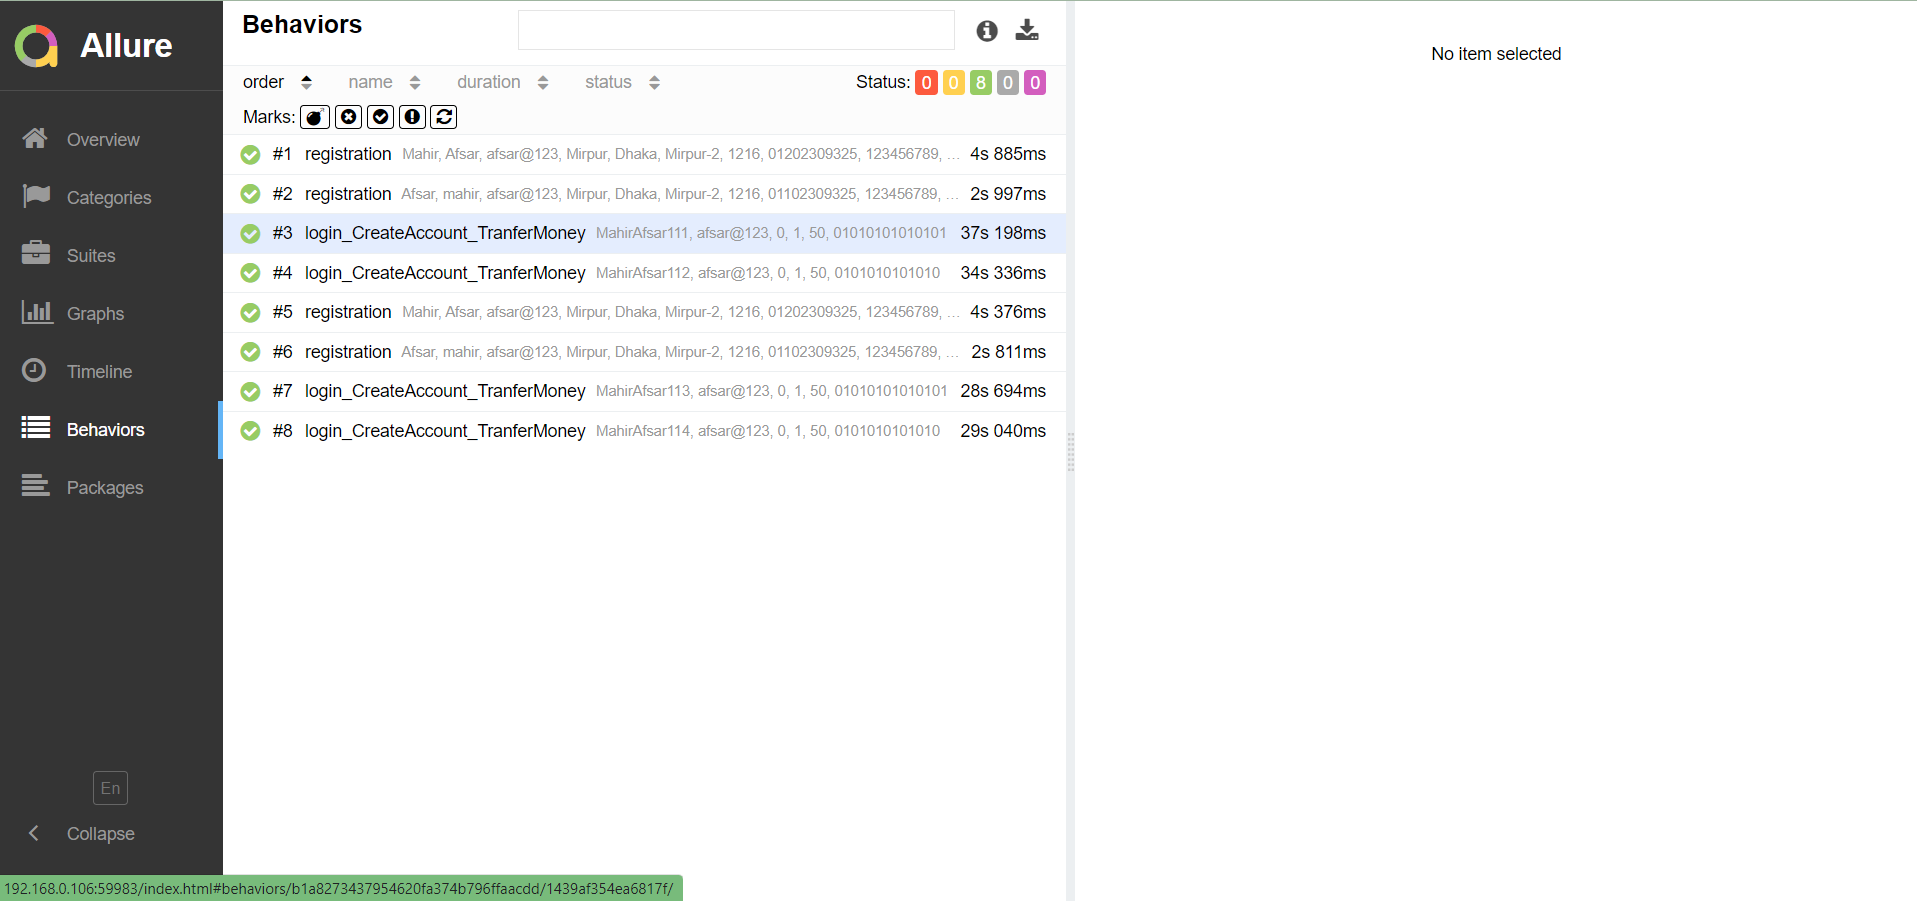 Allure
Overview
Categories
Suites
Graphs
Timeline
Behaviors
Packages
En
Collapse
Behaviors
order name duration status Status: 0 0 8 0 0
Marks:
#1 registration Mahir, Afsar, afsar@123, Mirpur, Dhaka, Mirpur-2, 1216, 01202309325, 123456789, ... 4s 885ms
#2 registration Afsar, mahir, afsar@123, Mirpur, Dhaka, Mirpur-2, 1216, 01102309325, 123456789, ... 2s 997ms
#3 login_CreateAccount_TranferMoney MahirAfsar111, afsar@123, 0, 1, 50, 01010101010101 37s 198ms
#4 login_CreateAccount_TranferMoney MahirAfsar112, afsar@123, 0, 1, 50, 0101010101010 34s 336ms
#5 registration Mahir, Afsar, afsar@123, Mirpur, Dhaka, Mirpur-2, 1216, 01202309325, 123456789, ... 4s 376ms
#6 registration Afsar, mahir, afsar@123, Mirpur, Dhaka, Mirpur-2, 1216, 01102309325, 123456789, ... 2s 811ms
#7 login_CreateAccount_TranferMoney MahirAfsar113, afsar@123, 0, 1, 50, 01010101010101 28s 694ms
#8 login_CreateAccount_TranferMoney MahirAfsar114, afsar@123, 0, 1, 50, 0101010101010 29s 040ms
No item selected
192.168.0.106:59983/index.html#behaviors/b1a8273437954620fa374b796ffaacdd/1439af354ea6817f/